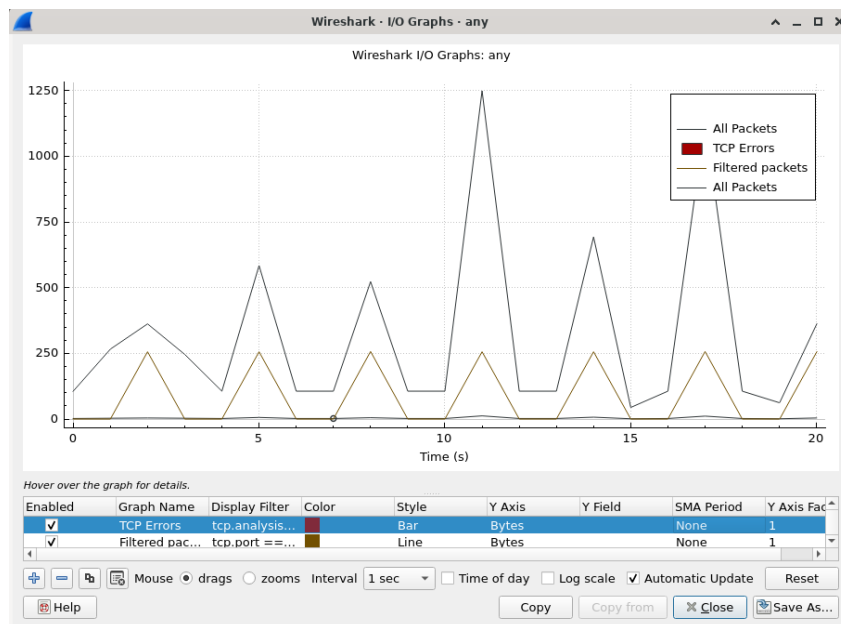 Wireshark · I/O Graphs · any
Wireshark I/O Graphs: any
1250
1000
750
500
250
0
All Packets
TCP Errors
Filtered packets
All Packets
0 5 10 15 20
Time (s)
Hover over the graph for details.
Enabled Graph Name Display Filter Color Style Y Axis Y Field SMA Period Y Axis Fac
TCP Errors tcp.analysis... Bar Bytes None 1
Filtered pac... tcp.port ==... Line Bytes None 1
Mouse drags zooms Interval 1 sec Time of day Log scale Automatic Update Reset
Help Copy Copy from Close Save As...